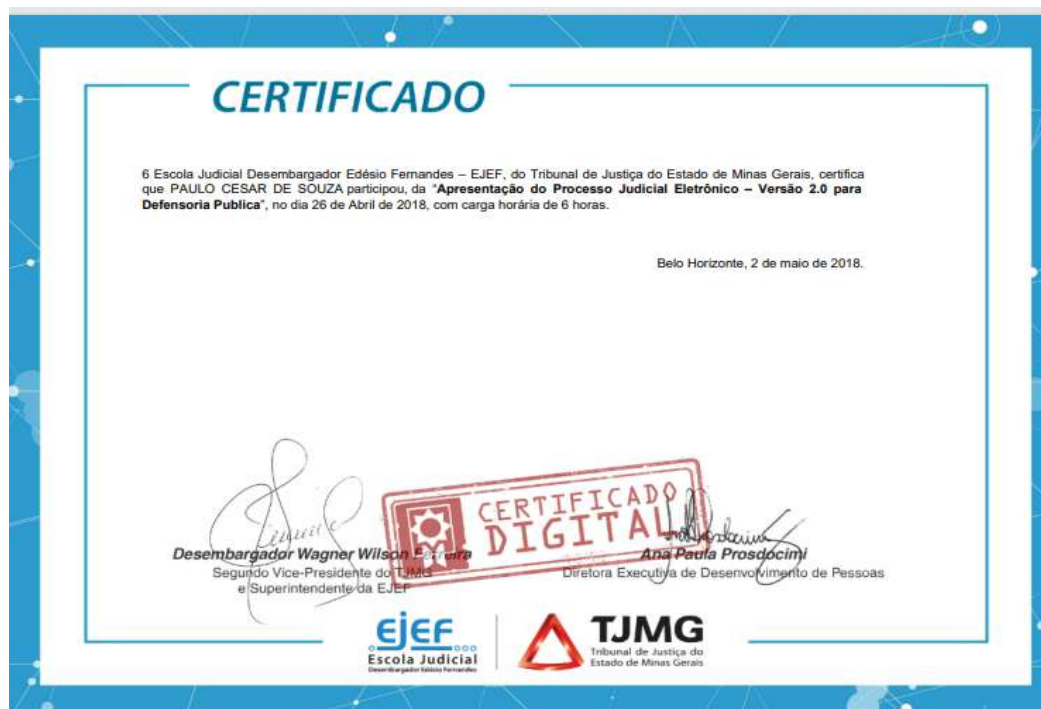 CERTIFICADO
6 Escola Judicial Desembargador Edésio Fernandes – EJEF, do Tribunal de Justiça do Estado de Minas Gerais, certifica
que PAULO CESAR DE SOUZA participou, da "Apresentação do Processo Judicial Eletrônico – Versão 2.0 para
Defensoria Publica", no dia 26 de Abril de 2018, com carga horária de 6 horas.
Belo Horizonte, 2 de maio de 2018.
CERTIFICADO
DIGITAL
Desembargador Wagner Wilson Ferreira
Ana Paula Prosdocimi
Segundo Vice-Presidente do TJMG
Diretora Executiva de Desenvolvimento de Pessoas
e Superintendente da EJEF
ejef
Escola Judicial
Desembargador Edésio Fernandes
TJMG
Tribunal de Justiça do
Estado de Minas Gerais